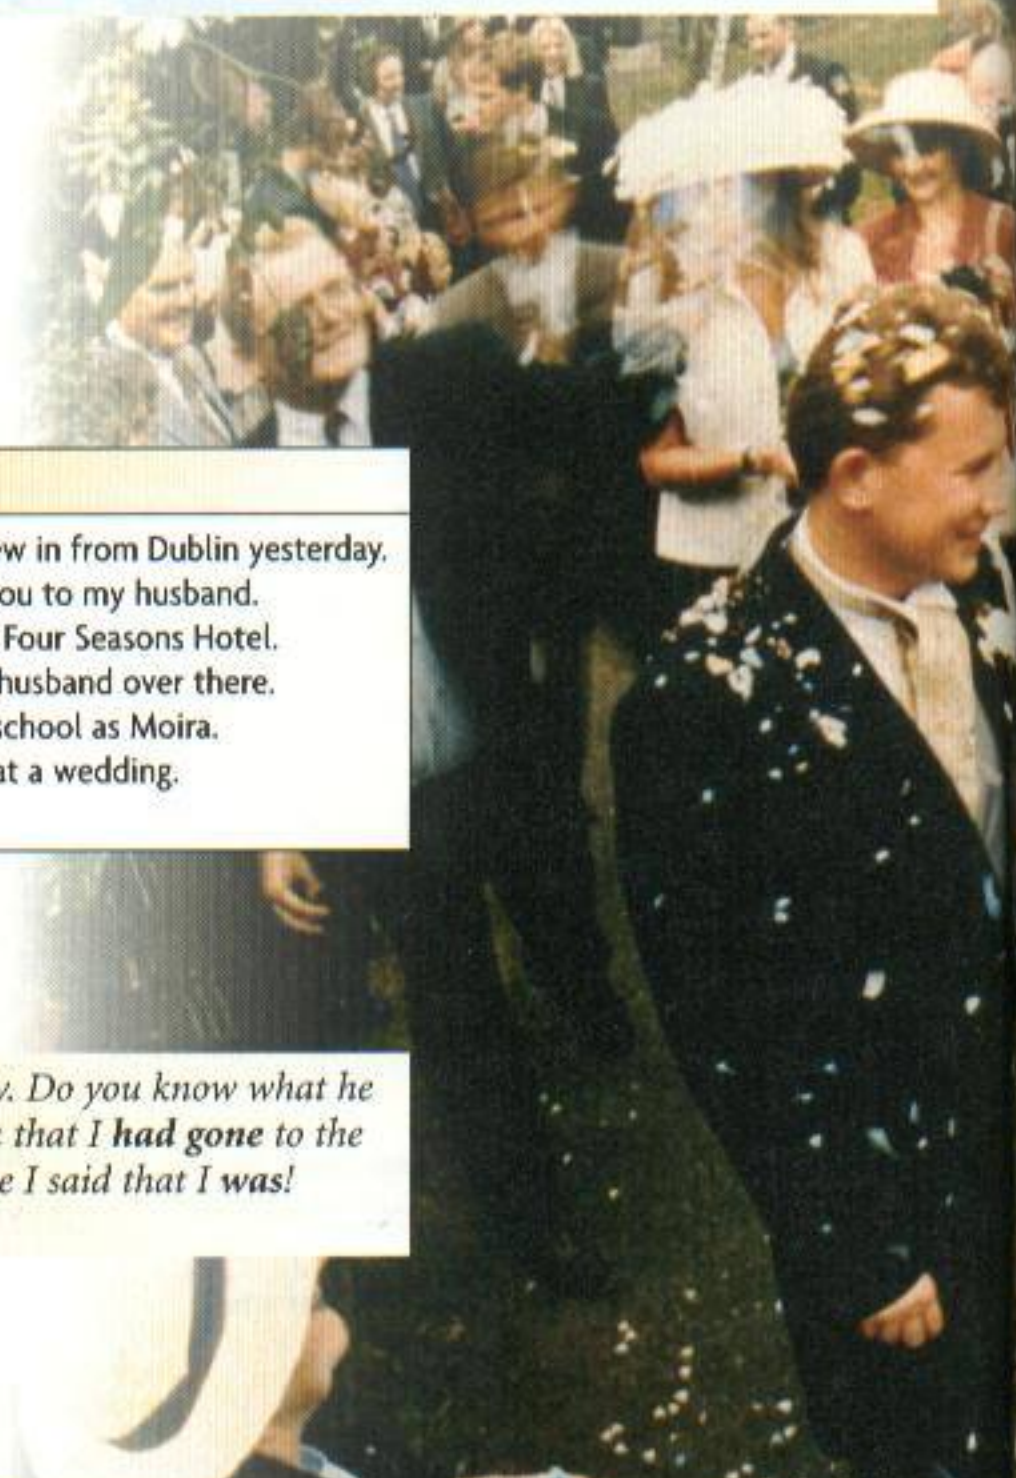 in from Dublin yesterday.
to my husband.
Four Seasons Hotel.
husband over there.
school as Moira.
at a wedding.
Do you know what he
that I had gone to the
I said that I was!